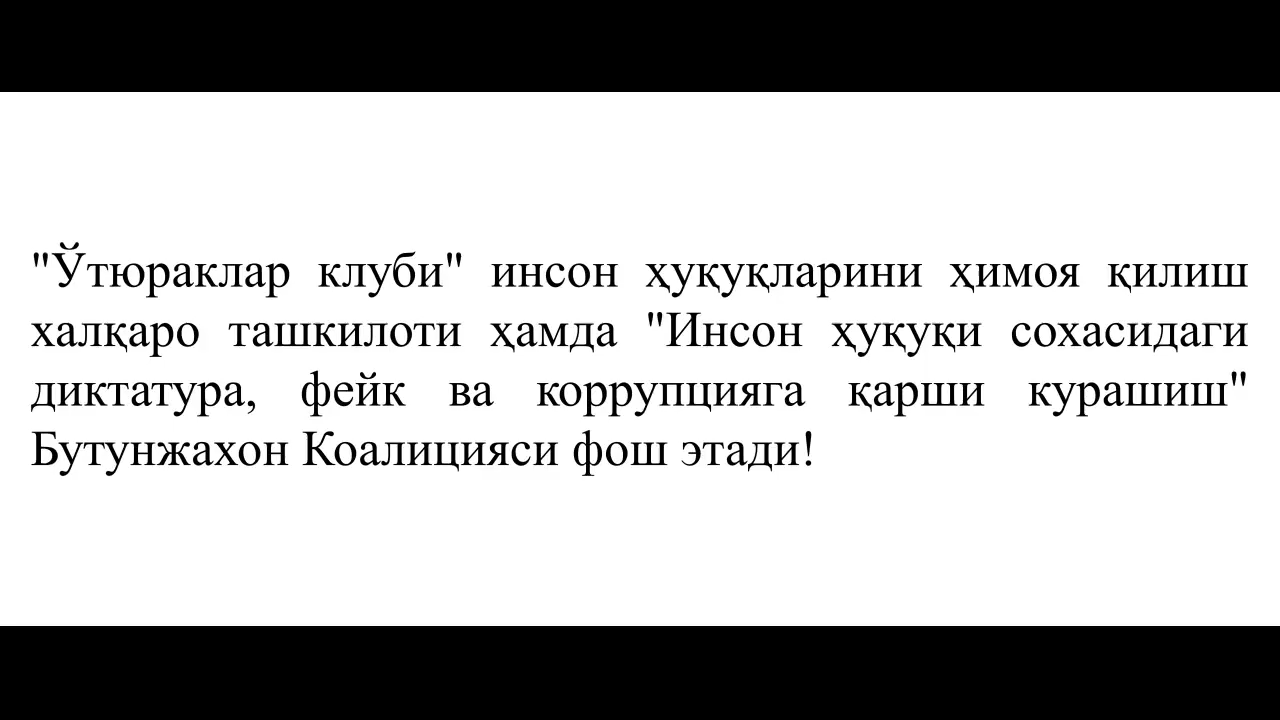 "Ўтюраклар клуби" инсон ҳуқуқларини ҳимоя қилиш
халқаро ташкилоти ҳамда "Инсон ҳуқуқи сохасидаги
диктатура, фейк ва коррупцияга қарши курашиш"
Бутунжахон Коалицияси фош этади!